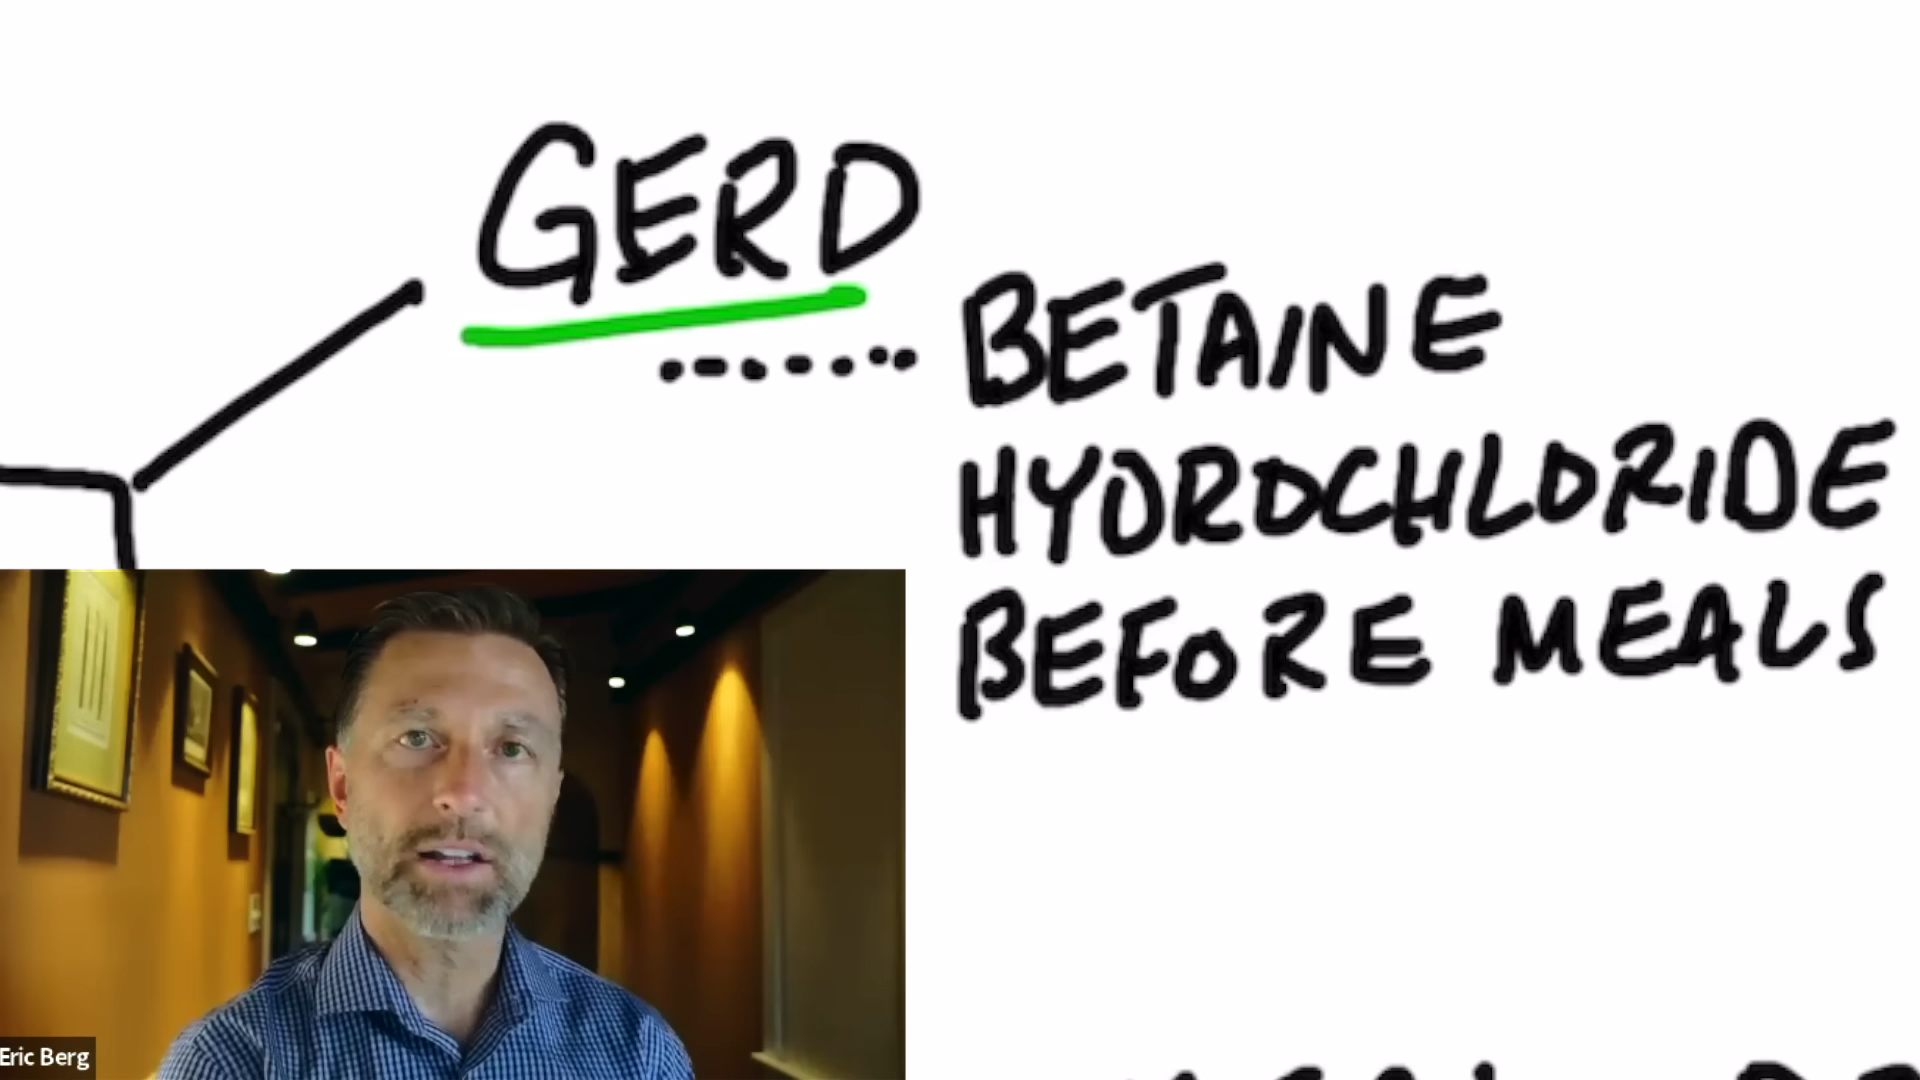 GERD
BETAINE
HYDROCHLORIDE
BEFORE MEALS
Eric Berg